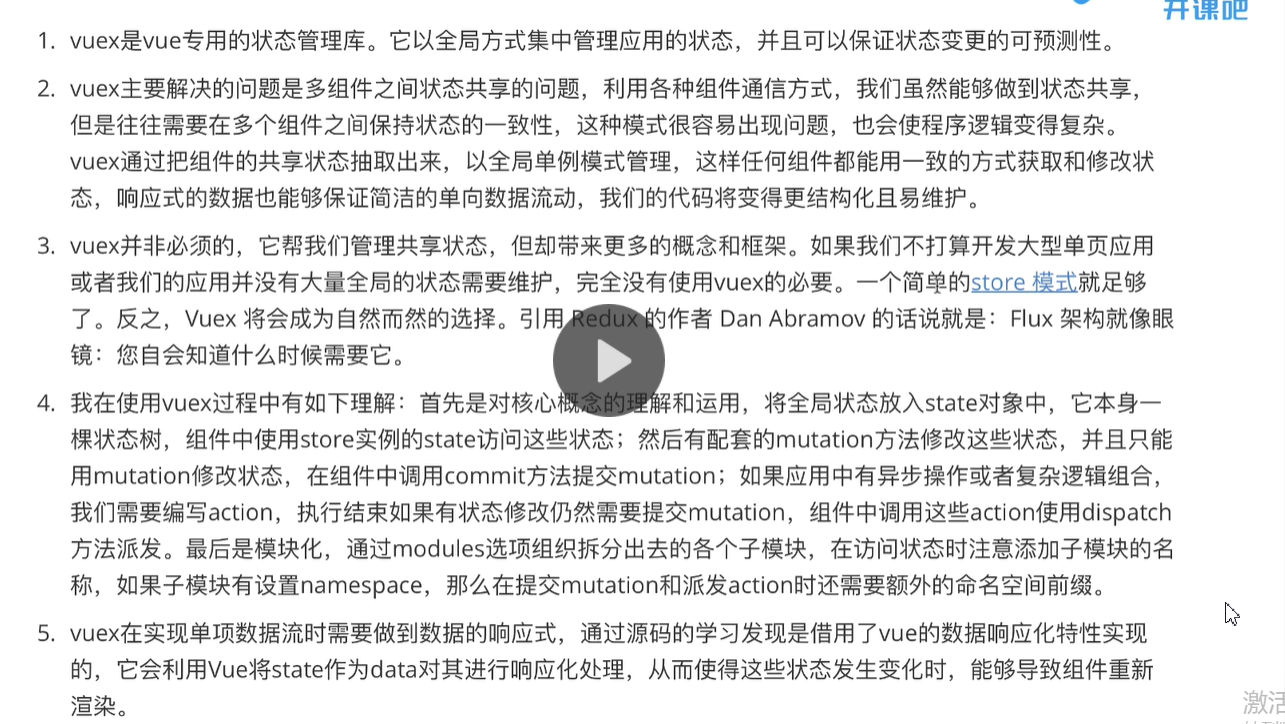 开课吧
1. vuex是vue专用的状态管理库。它以全局方式集中管理应用的状态，并且可以保证状态变更的可预测性。
2. vuex主要解决的问题是多组件之间状态共享的问题，利用各种组件通信方式，我们虽然能够做到状态共享，
但是往往需要在多个组件之间保持状态的一致性，这种模式很容易出现问题，也会使程序逻辑变得复杂。
vuex通过把组件的共享状态抽取出来，以全局单例模式管理，这样任何组件都能用一致的方式获取和修改状
态，响应式的数据也能够保证简洁的单向数据流动，我们的代码将变得更结构化且易维护。
3. vuex并非必须的，它帮我们管理共享状态，但却带来更多的概念和框架。如果我们不打算开发大型单页应用
或者我们的应用并没有大量全局的状态需要维护，完全没有使用vuex的必要。一个简单的store 模式就足够
了。反之，Vuex 将会成为自然而然的选择。引用 Redux 的作者 Dan Abramov 的话说就是：Flux 架构就像眼
镜：您自会知道什么时候需要它。
4. 我在使用vuex过程中有如下理解：首先是对核心概念的理解和运用，将全局状态放入state对象中，它本身一
棵状态树，组件中使用store实例的state访问这些状态；然后有配套的mutation方法修改这些状态，并且只能
用mutation修改状态，在组件中调用commit方法提交mutation；如果应用中有异步操作或者复杂逻辑组合，
我们需要编写action，执行结束如果有状态修改仍然需要提交mutation，组件中调用这些action使用dispatch
方法派发。最后是模块化，通过modules选项组织拆分出去的各个子模块，在访问状态时注意添加子模块的名
称，如果子模块有设置namespace，那么在提交mutation和派发action时还需要额外的命名空间前缀。
5. vuex在实现单项数据流时需要做到数据的响应式，通过源码的学习发现是借用了vue的数据响应化特性实现
的，它会利用Vue将state作为data对其进行响应化处理，从而使得这些状态发生变化时，能够导致组件重新
渲染。
激活